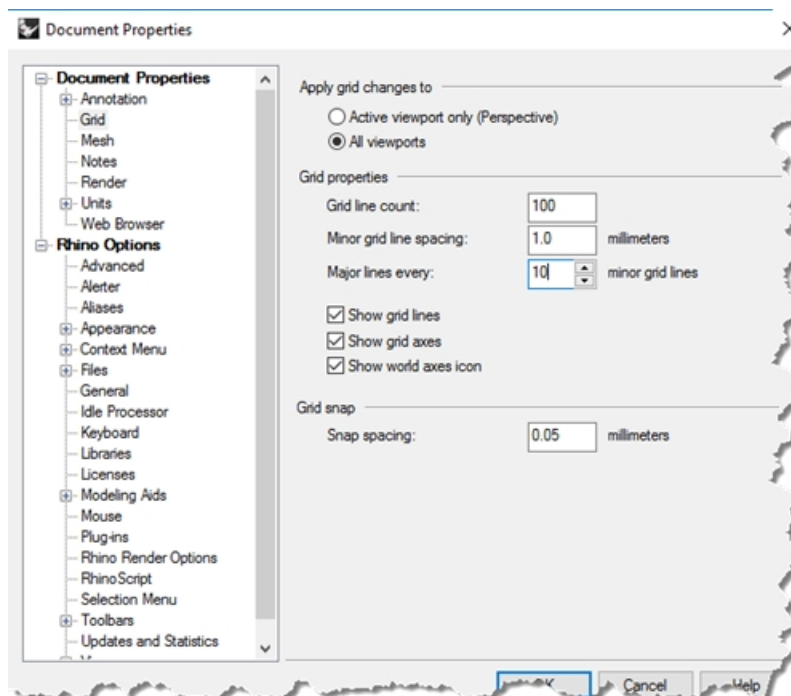 Document Properties
Document Properties
Annotation
Grid
Mesh
Notes
Render
Units
Web Browser
Rhino Options
Advanced
Alerter
Aliases
Appearance
Context Menu
Files
General
Idle Processor
Keyboard
Libraries
Licenses
Modeling Aids
Mouse
Plug-ins
Rhino Render Options
RhinoScript
Selection Menu
Toolbars
Updates and Statistics
Apply grid changes to
Active viewport only (Perspective)
All viewports
Grid properties
Grid line count: 100
Minor grid line spacing: 1.0 millimeters
Major lines every: 10 minor grid lines
Show grid lines
Show grid axes
Show world axes icon
Grid snap
Snap spacing: 0.05 millimeters
OK Cancel Help